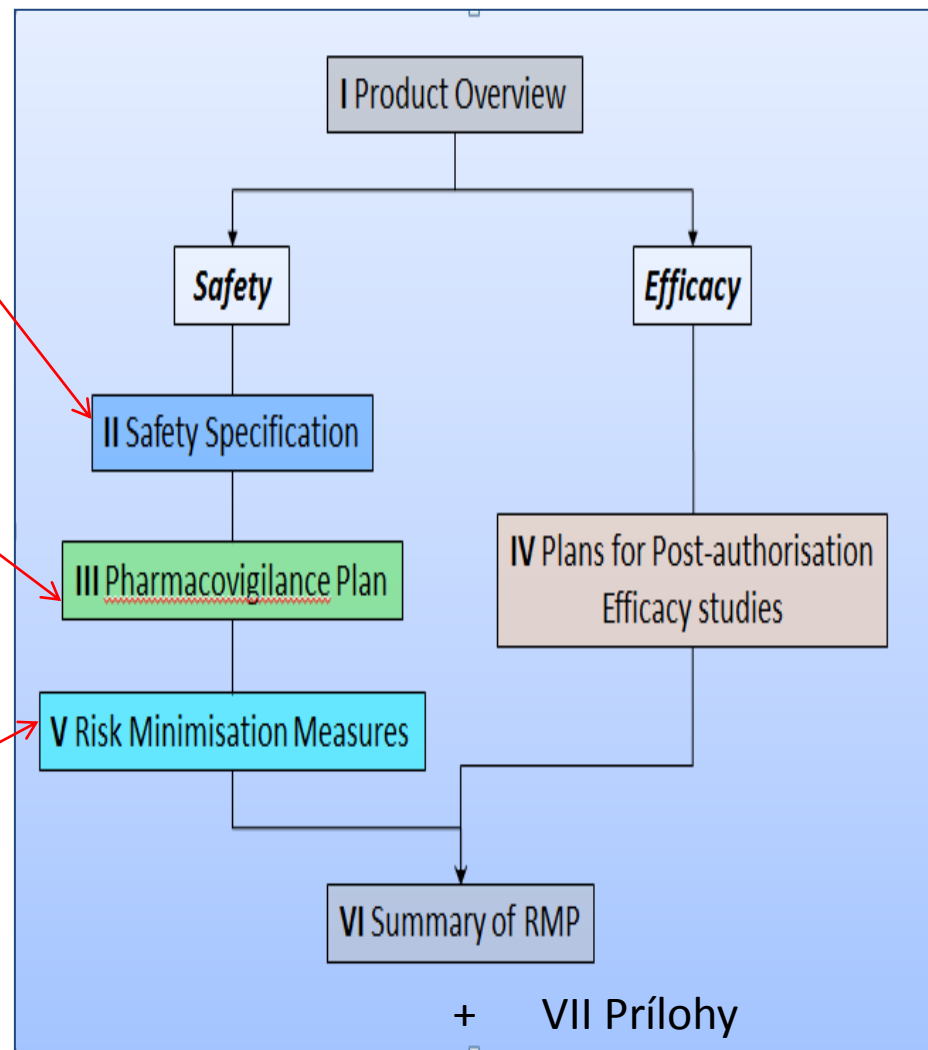 I Product Overview
Safety
Efficacy
II Safety Specification
III Pharmacovigilance Plan
IV Plans for Post-authorisation
Efficacy studies
V Risk Minimisation Measures
VI Summary of RMP
+ VII Prílohy